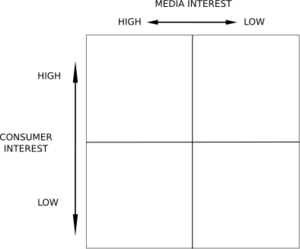 MEDIA INTEREST
HIGH LOW
HIGH
CONSUMER
INTEREST
LOW